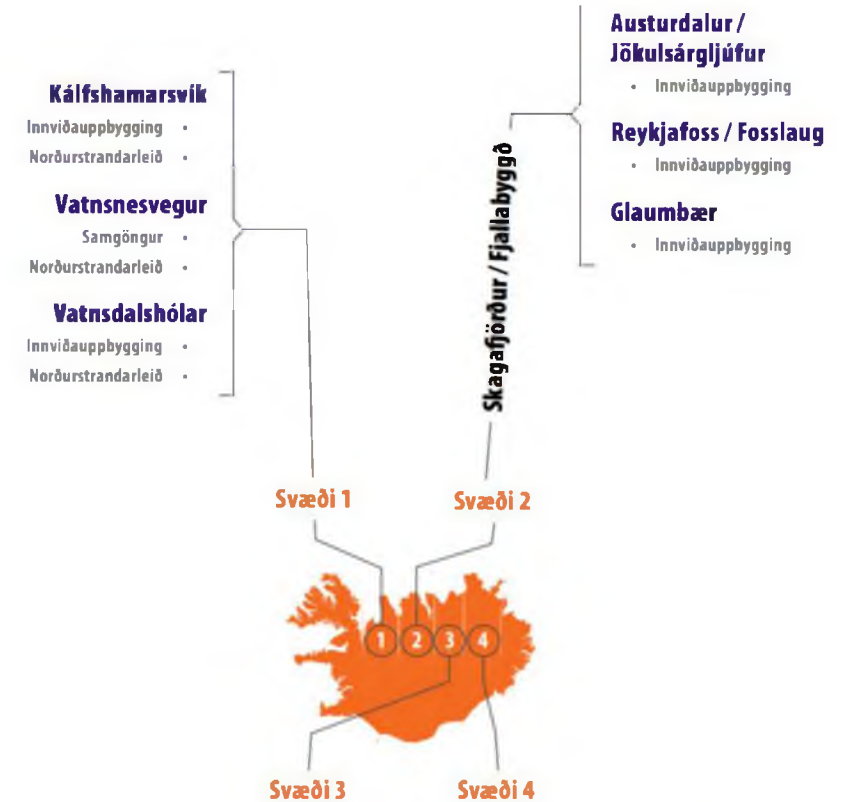 Kálfshamarsvík
Innviðauppbygging •
Norðurstrandarleið •
Vatnsnesvegur
Samgöngur •
Norðurstrandarleið •
Vatnsdalshólar
Innviðauppbygging •
Norðurstrandarleið •
Austurdalur /
Jökulsárgljúfur
• Innviðauppbygging
Reykjafoss / Fosslaug
• Innviðauppbygging
Glaumbær
• Innviðauppbygging
Skagafjörður / Fjallabyggð
Svæði 1
Svæði 2
1 2 3 4
Svæði 3
Svæði 4